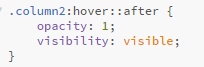 .column2:hover::after {
    opacity: 1;
    visibility: visible;
}